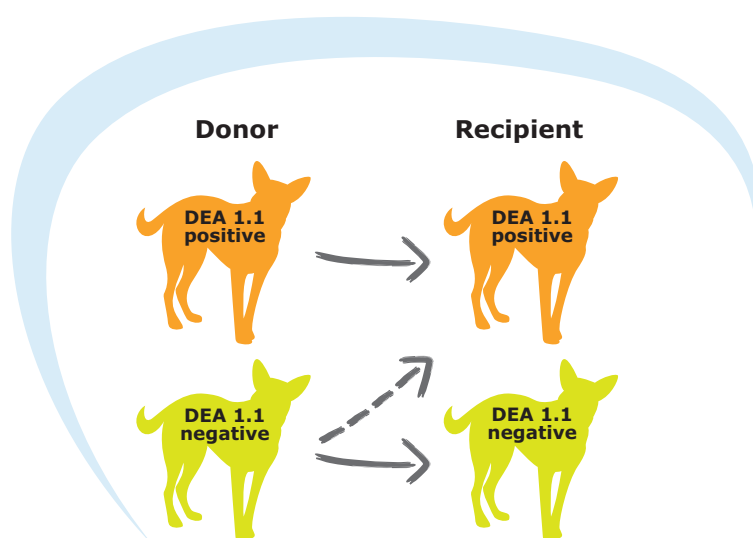 Donor
Recipient
DEA 1.1
positive
DEA 1.1
positive
DEA 1.1
negative
DEA 1.1
negative